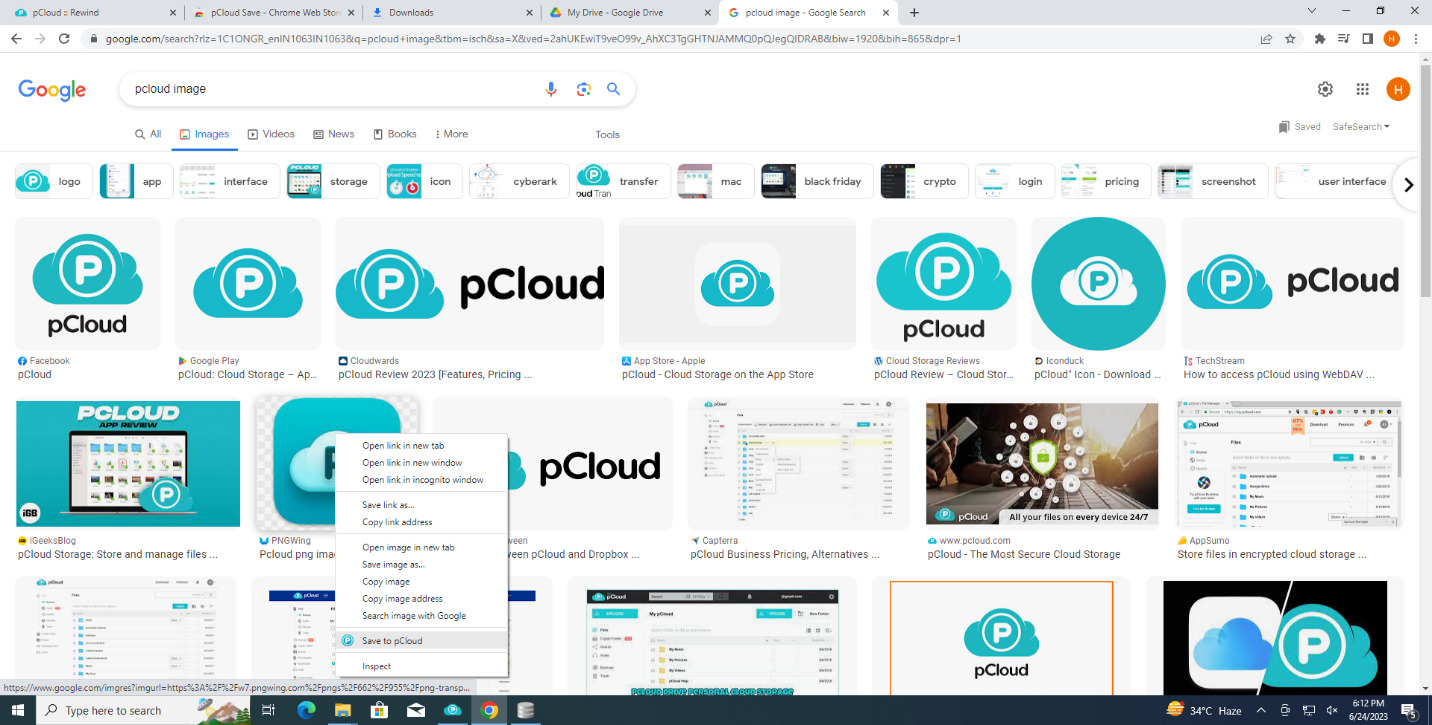 pCloud :: Rewind
pCloud Save - Chrome Web Stor
Downloads
My Drive - Google Drive
pcloud image - Google Search
google.com/search?rlz=1C1ONGR_enIN1063IN1063&q=pcloud+image&tbm=isch&sa=X&ved=2ahUKEwiT9veO99v_AhXC3TgGHTNJAMMQ0pQJegQIDRAB&biw=1920&bih=865&dpr=1
H
Google
pcloud image
H
All
Images
Videos
News
Books
More
Tools
Saved
SafeSearch
logo
app
interface
storage
icon
cyberark
transfer
mac
black friday
crypto
login
pricing
screenshot
user interface
oud Tran
pCloud
pCloud
pCloud
pCloud
Facebook
pCloud
Google Play
pCloud: Cloud Storage – Ap...
Cloudwards
pCloud Review 2023 [Features, Pricing ...
App Store - Apple
pCloud - Cloud Storage on the App Store
Cloud Storage Reviews
pCloud Review – Cloud Stor...
Iconduck
pCloud" Icon - Download ...
TechStream
How to access pCloud using WebDAV ...
PCLOUD
APP REVIEW
iGB
pCloud
pCloud
All your files on every device 24/7
pCloud
Files
iGeeksBlog
pCloud Storage: Store and manage files ...
PNGWing
Pcloud png ima
ween pCloud and Dropbox ...
Capterra
pCloud Business Pricing, Alternatives ...
www.pcloud.com
pCloud - The Most Secure Cloud Storage
AppSumo
Store files in encrypted cloud storage ...
Open link in new tab
Open link in new window
Open link in incognito window
Save link as...
Copy link address
Open image in new tab
Save image as...
Copy image
Copy image address
Search image with Google
Save to pCloud
Inspect
pCloud
My pCloud
PCLOUD DRIVE PERSONAL CLOUD STORAGE
pCloud
https://www.google.com/imgres?imgurl=https%3A%2F%2Fw7.pngwing.com%2Fpngs%2F662%2F955%2Fpng-transp...
Type here to search
34°C Haze
6:12 PM
6/24/2023
5